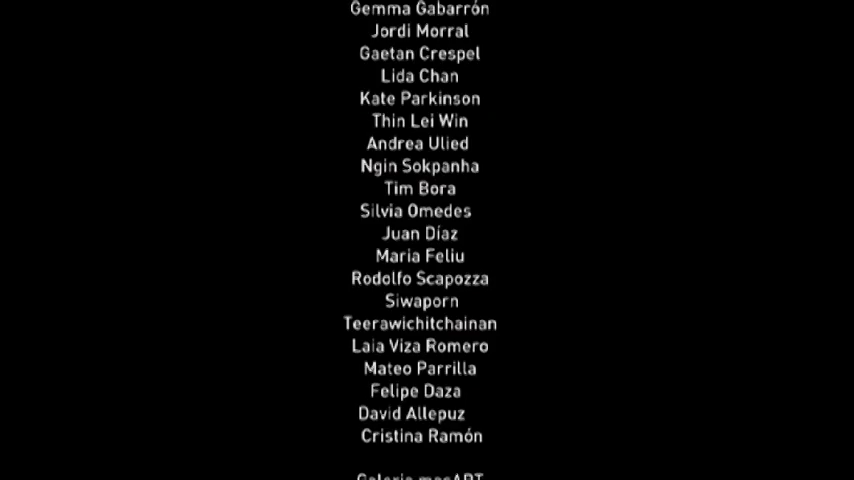 Gemma Gabarrón
Jordi Morral
Gaetan Crespel
Lida Chan
Kate Parkinson
Thin Lei Win
Andrea Ulied
Ngin Sokpanha
Tim Bora
Silvia Omedes
Juan Díaz
Maria Feliu
Rodolfo Scapozza
Siwaporn
Teerawichitchainan
Laia Viza Romero
Mateo Parrilla
Felipe Daza
David Allepuz
Cristina Ramón